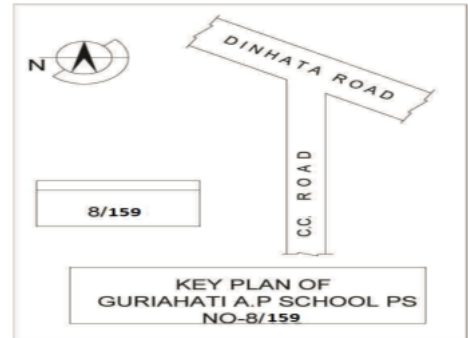 N
DINHATA ROAD
C.C. ROAD
8/159
KEY PLAN OF
GURIAHATI A.P SCHOOL PS
NO-8/159